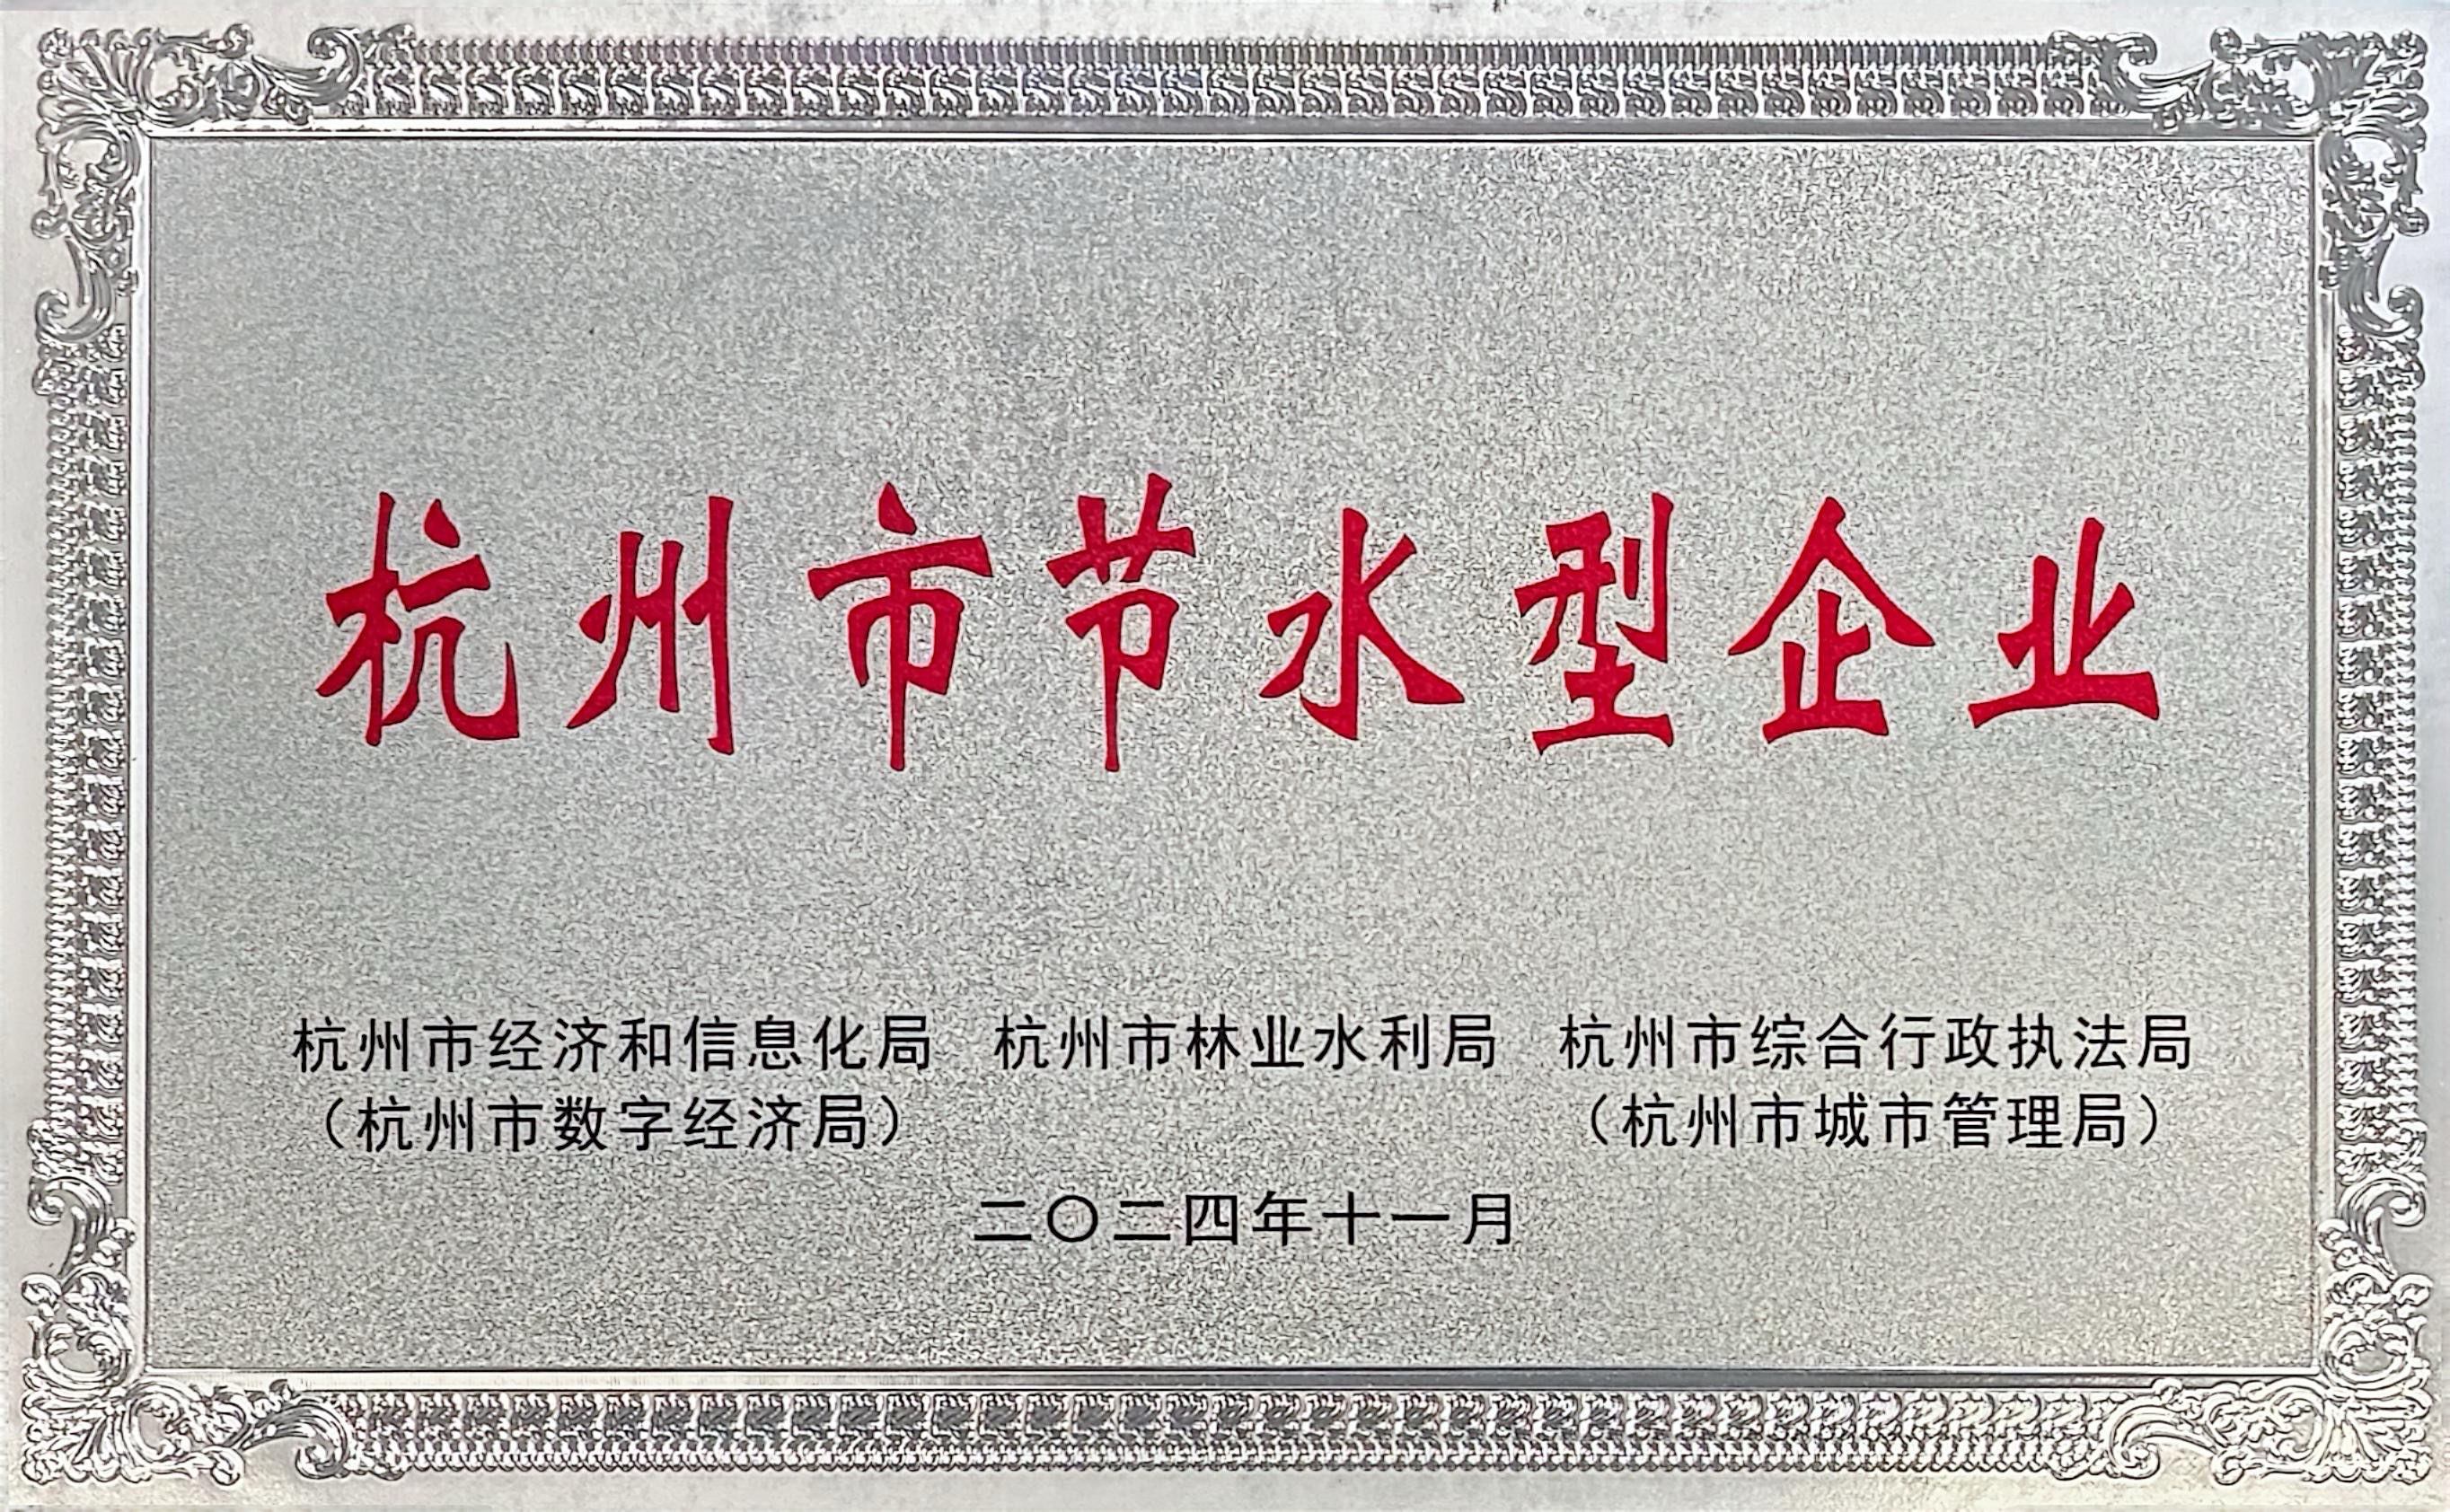 杭州市节水型企业
杭州市经济和信息化局 杭州市林业水利局 杭州市综合行政执法局
（杭州市数字经济局） （杭州市城市管理局）
二〇二四年十一月